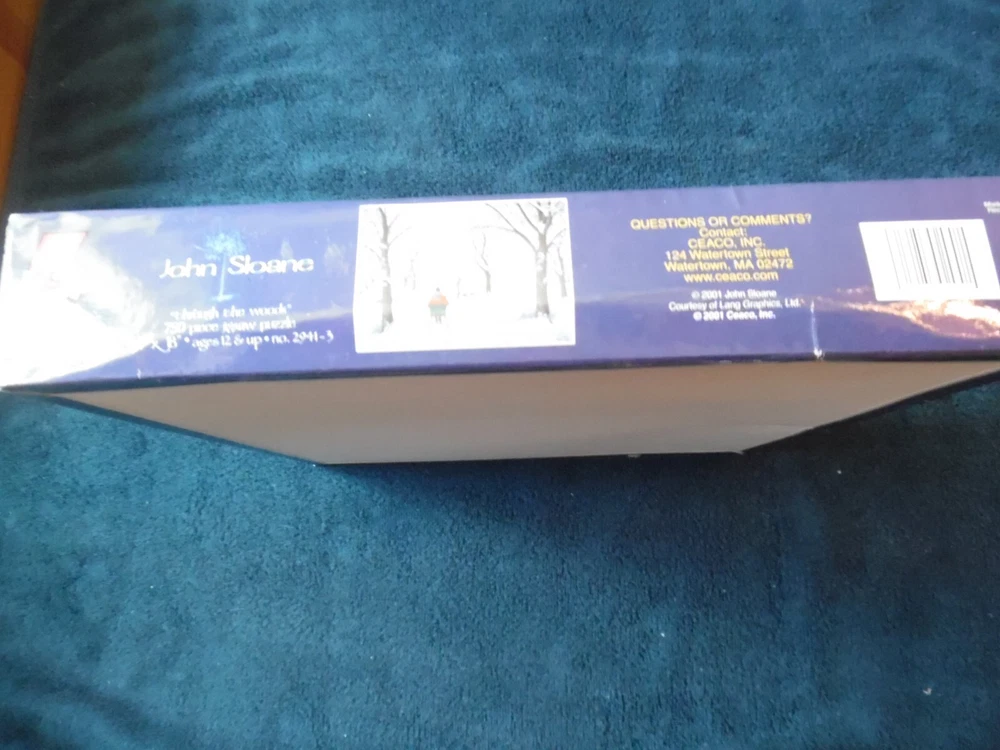 John Sloane
"through the woods"
750 piece jigsaw puzzle
x 18" • ages 12 & up • no. 2941-3
QUESTIONS OR COMMENTS?
Contact:
CEACO, INC.
124 Watertown Street
Watertown, MA 02472
www.ceaco.com
© 2001 John Sloane
Courtesy of Lang Graphics, Ltd.
© 2001 Ceaco, Inc.